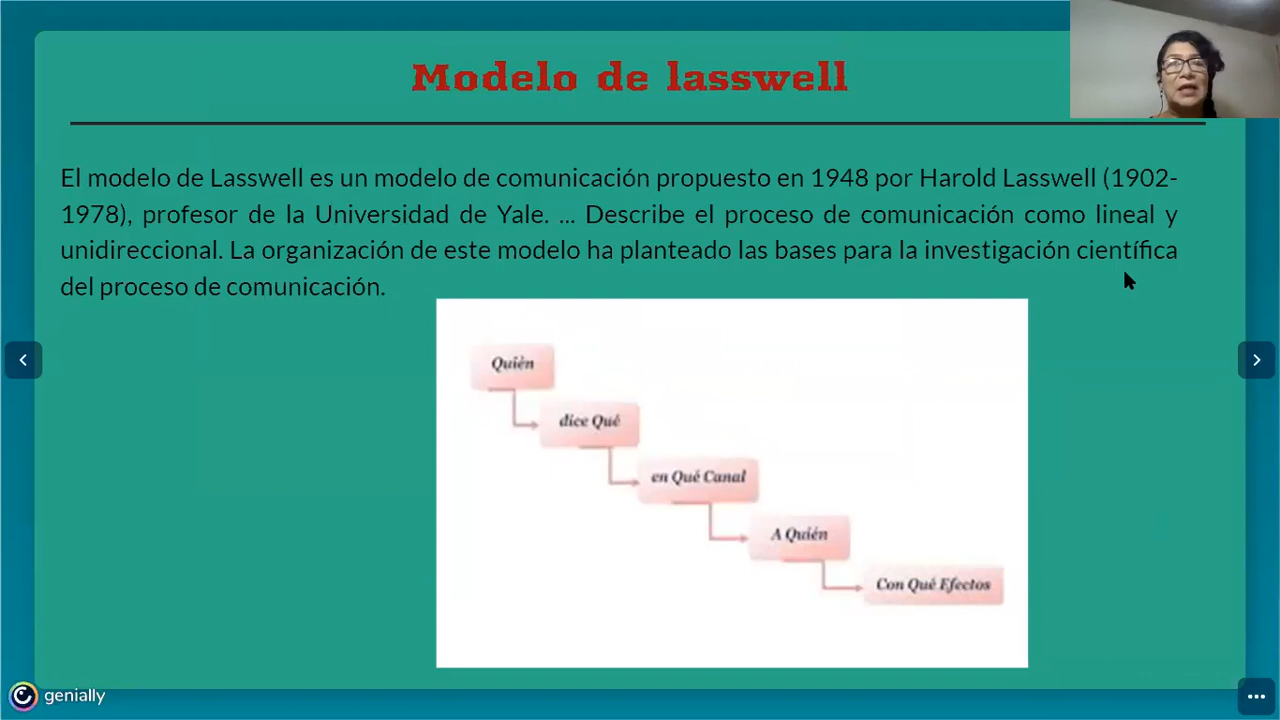 Modelo de lasswell
El modelo de Lasswell es un modelo de comunicación propuesto en 1948 por Harold Lasswell (1902-
1978), profesor de la Universidad de Yale. ... Describe el proceso de comunicación como lineal y
unidireccional. La organización de este modelo ha planteado las bases para la investigación científica
del proceso de comunicación.
Quién
dice Qué
en Qué Canal
A Quién
Con Qué Efectos
genially